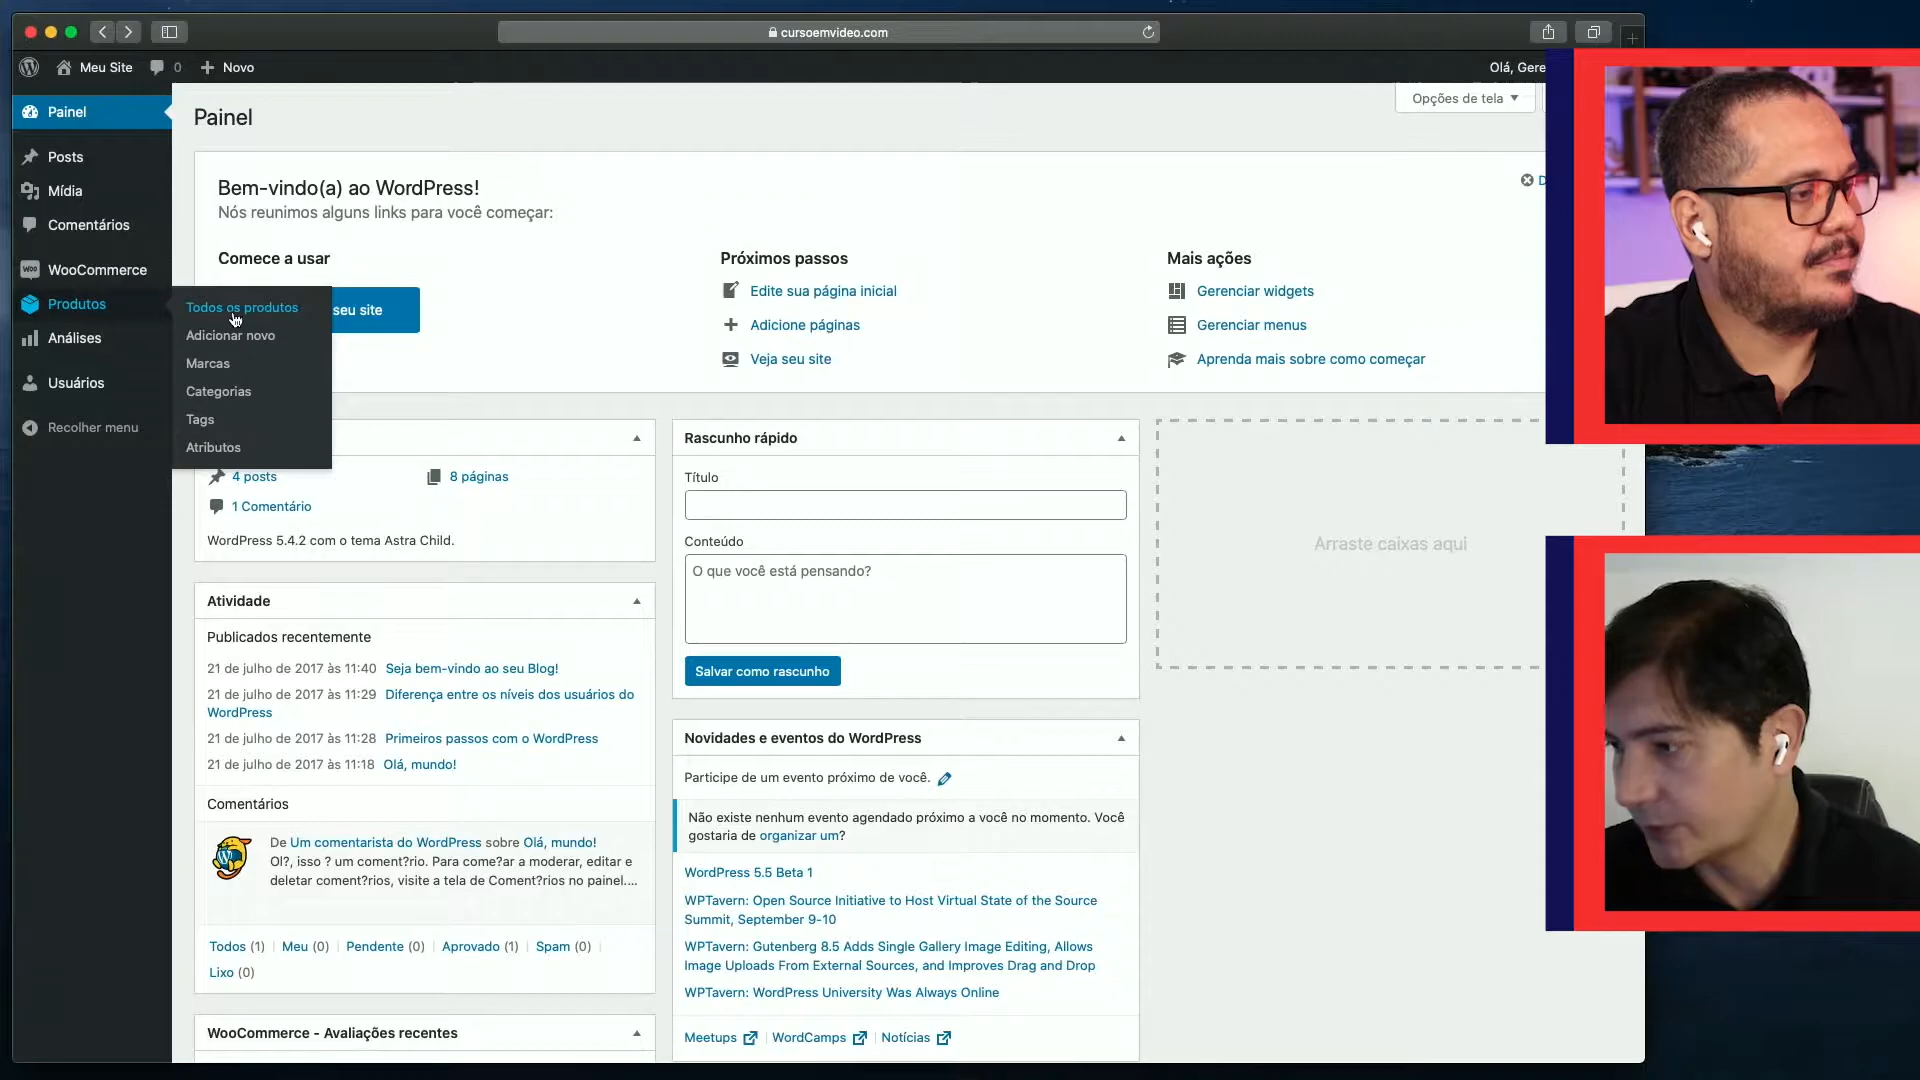 cursoemvideo.com
Meu Site
0
Novo
Olá, Gere
Painel
Posts
Mídia
Comentários
WooCommerce
Produtos
Análises
Usuários
Recolher menu
Todos os produtos
Adicionar novo
Marcas
Categorias
Tags
Atributos
Painel
Opções de tela
Bem-vindo(a) ao WordPress!
Nós reunimos alguns links para você começar:
D
Comece a usar
seu site
Próximos passos
Edite sua página inicial
Adicione páginas
Veja seu site
Mais ações
Gerenciar widgets
Gerenciar menus
Aprenda mais sobre como começar
4 posts
8 páginas
1 Comentário
WordPress 5.4.2 com o tema Astra Child.
Atividade
Publicados recentemente
21 de julho de 2017 às 11:40 Seja bem-vindo ao seu Blog!
21 de julho de 2017 às 11:29 Diferença entre os níveis dos usuários do
WordPress
21 de julho de 2017 às 11:28 Primeiros passos com o WordPress
21 de julho de 2017 às 11:18 Olá, mundo!
Comentários
De Um comentarista do WordPress sobre Olá, mundo!
Ol?, isso ? um coment?rio. Para come?ar a moderar, editar e
deletar coment?rios, visite a tela de Coment?rios no painel....
Todos (1) | Meu (0) | Pendente (0) | Aprovado (1) | Spam (0) |
Lixo (0)
WooCommerce - Avaliações recentes
Rascunho rápido
Título
Conteúdo
O que você está pensando?
Salvar como rascunho
Novidades e eventos do WordPress
Participe de um evento próximo de você.
Não existe nenhum evento agendado próximo a você no momento. Você
gostaria de organizar um?
WordPress 5.5 Beta 1
WPTavern: Open Source Initiative to Host Virtual State of the Source
Summit, September 9-10
WPTavern: Gutenberg 8.5 Adds Single Gallery Image Editing, Allows
Image Uploads From External Sources, and Improves Drag and Drop
WPTavern: WordPress University Was Always Online
Meetups | WordCamps | Notícias
Arraste caixas aqui